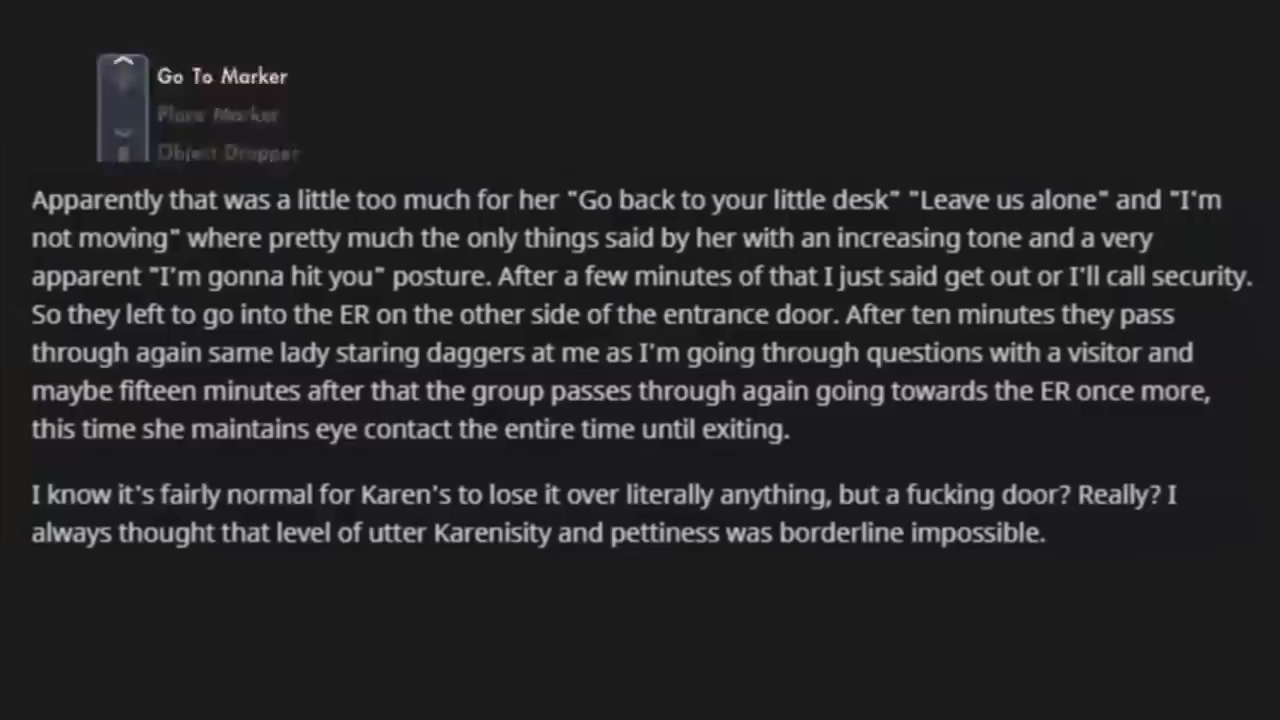 Go To Marker
Place Marker
Object Dropper
Apparently that was a little too much for her "Go back to your little desk" "Leave us alone" and "I'm
not moving" where pretty much the only things said by her with an increasing tone and a very
apparent "I'm gonna hit you" posture. After a few minutes of that I just said get out or I'll call security.
So they left to go into the ER on the other side of the entrance door. After ten minutes they pass
through again same lady staring daggers at me as I'm going through questions with a visitor and
maybe fifteen minutes after that the group passes through again going towards the ER once more,
this time she maintains eye contact the entire time until exiting.
I know it's fairly normal for Karen's to lose it over literally anything, but a fucking door? Really? I
always thought that level of utter Karenisity and pettiness was borderline impossible.